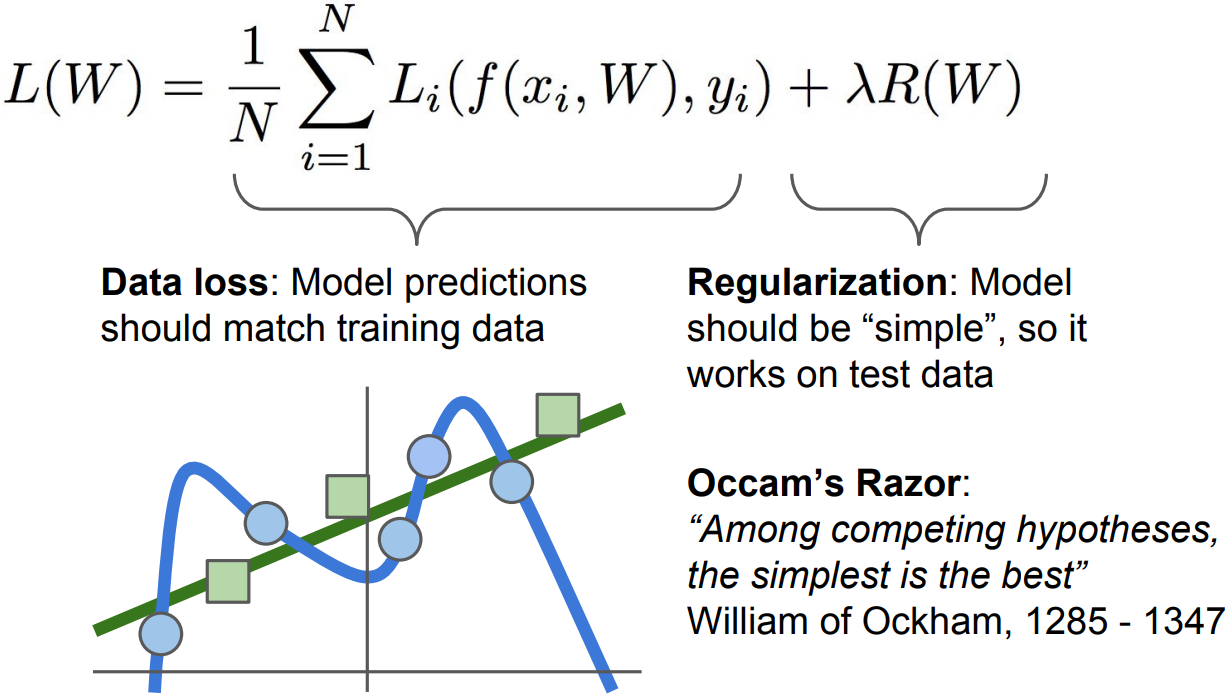 L(W) = \frac{1}{N} \sum_{i=1}^{N} L_i(f(x_i, W), y_i) + λR(W)
Data loss: Model predictions
should match training data
Regularization: Model
should be “simple”, so it
works on test data
Occam’s Razor:
“Among competing hypotheses,
the simplest is the best”
William of Ockham, 1285 - 1347